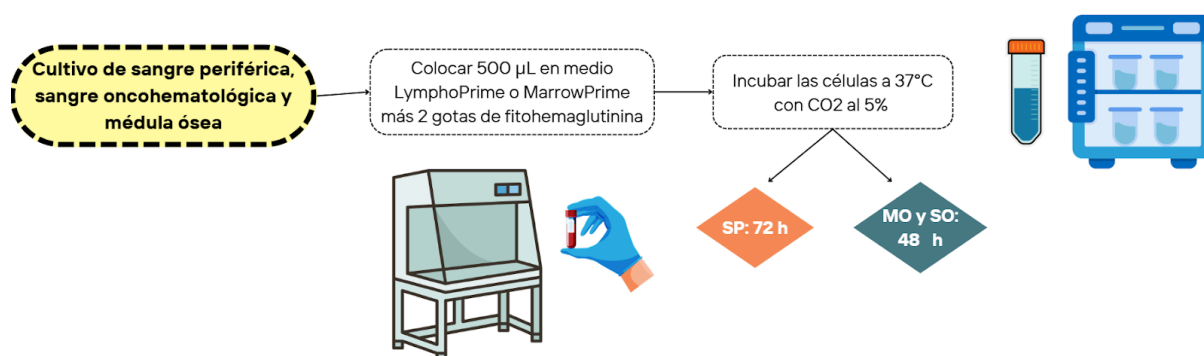 Cultivo de sangre periférica,
sangre oncohematológica y
médula ósea
Colocar 500 µL en medio
LymphoPrime o MarrowPrime
más 2 gotas de fitohemaglutinina
Incubar las células a 37°C
con CO2 al 5%
SP: 72 h
MO y SO:
48 h